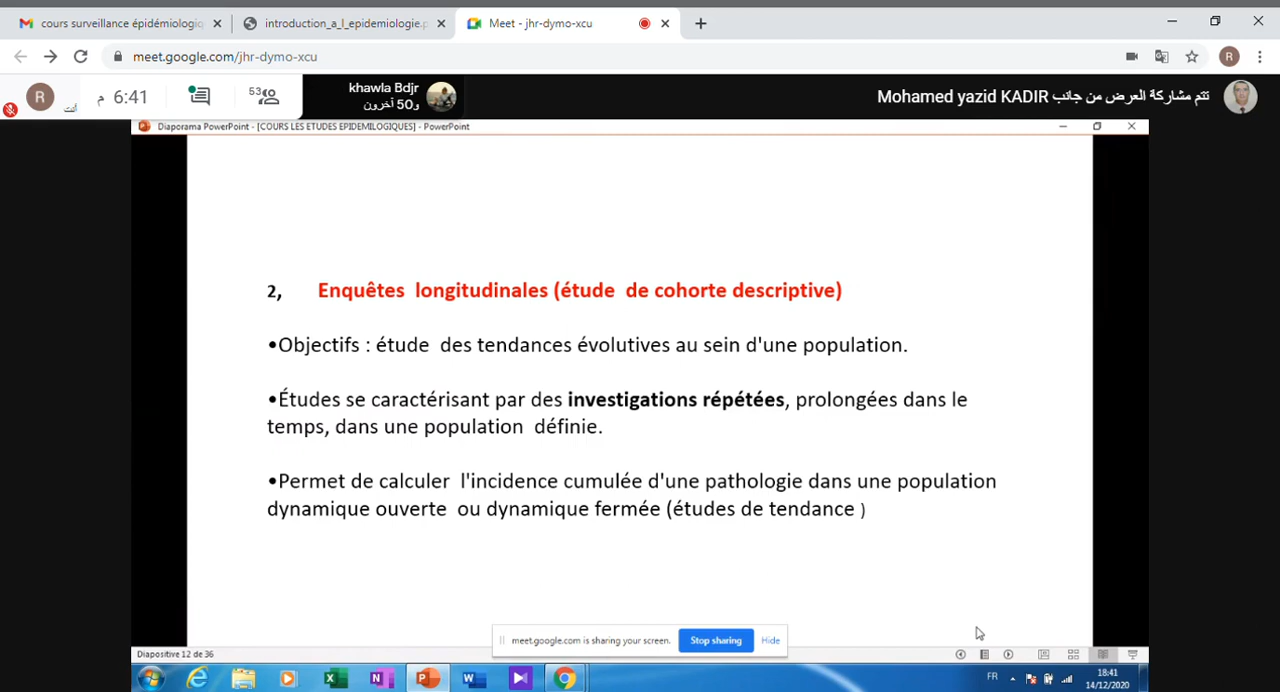 cours surveillance épidémiologiq
introduction_a_l_epidemiologie.p
Meet - jhr-dymo-xcu
meet.google.com/jhr-dymo-xcu
R
R
أنت
6:41 م
53
khawla Bdjr
و50 آخرون
تتم مشاركة العرض من جانب Mohamed yazid KADIR
Diaporama PowerPoint - [COURS LES ETUDES EPIDEMILOGIQUES] - PowerPoint
2, Enquêtes longitudinales (étude de cohorte descriptive)
•Objectifs : étude des tendances évolutives au sein d'une population.
•Études se caractérisant par des investigations répétées, prolongées dans le
temps, dans une population définie.
•Permet de calculer l'incidence cumulée d'une pathologie dans une population
dynamique ouverte ou dynamique fermée (études de tendance )
meet.google.com is sharing your screen.
Stop sharing
Hide
Diapositive 12 de 36
FR
18:41
14/12/2020